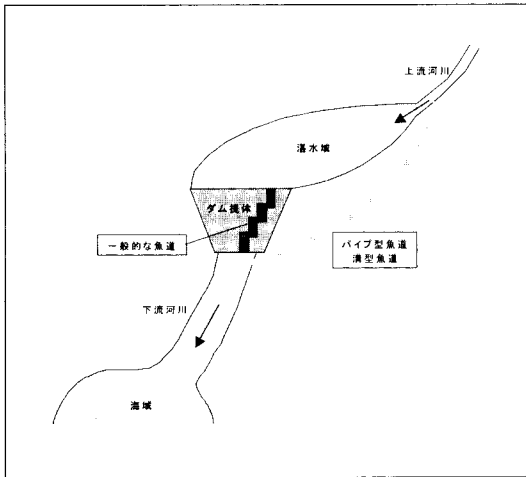 上流河川
湛水域
ダム提体
一般的な魚道
パイプ型魚道
溝型魚道
下流河川
海域